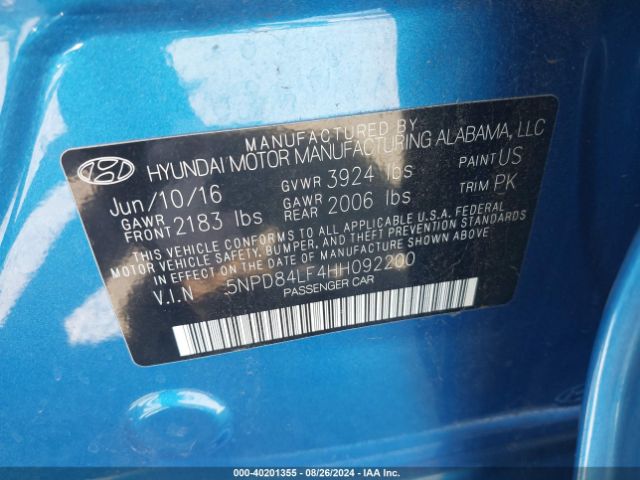 MANUFACTURED BY
HYUNDAI MOTOR MANUFACTURING ALABAMA, LLC
Jun/10/16 GVWR 3924 lbs PAINT US
GAWR FRONT 2183 lbs GAWR REAR 2006 lbs TRIM PK
THIS VEHICLE CONFORMS TO ALL APPLICABLE U.S.A. FEDERAL
MOTOR VEHICLE SAFETY, BUMPER, AND THEFT PREVENTION STANDARDS
IN EFFECT ON THE DATE OF MANUFACTURE SHOWN ABOVE.
V.I.N 5NPD84LF4HH092200
PASSENGER CAR
000-40201355 • 08/26/2024 • IAA Inc.